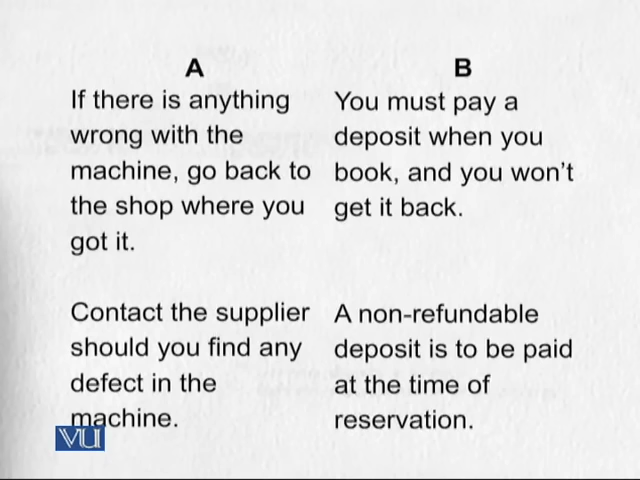 A
If there is anything
wrong with the
machine, go back to
the shop where you
got it.
Contact the supplier
should you find any
defect in the
machine.
B
You must pay a
deposit when you
book, and you won't
get it back.
A non-refundable
deposit is to be paid
at the time of
reservation.
VU